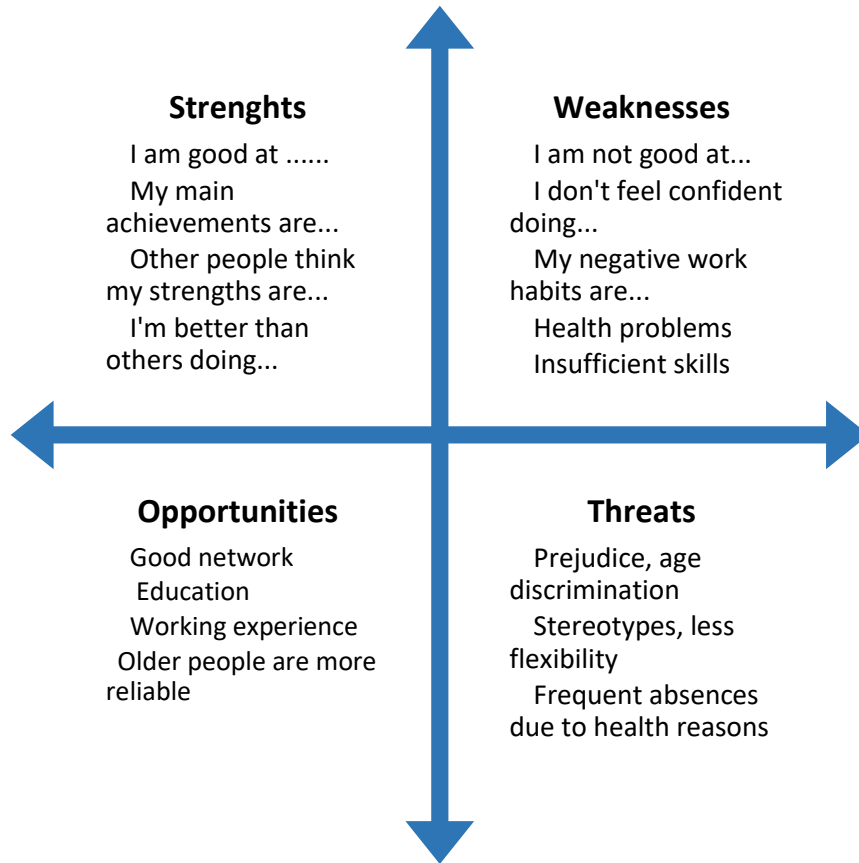 Strenghts
I am good at ......
My main
achievements are...
Other people think
my strengths are...
I'm better than
others doing...
Weaknesses
I am not good at...
I don't feel confident
doing...
My negative work
habits are...
Health problems
Insufficient skills
Opportunities
Good network
Education
Working experience
Older people are more
reliable
Threats
Prejudice, age
discrimination
Stereotypes, less
flexibility
Frequent absences
due to health reasons